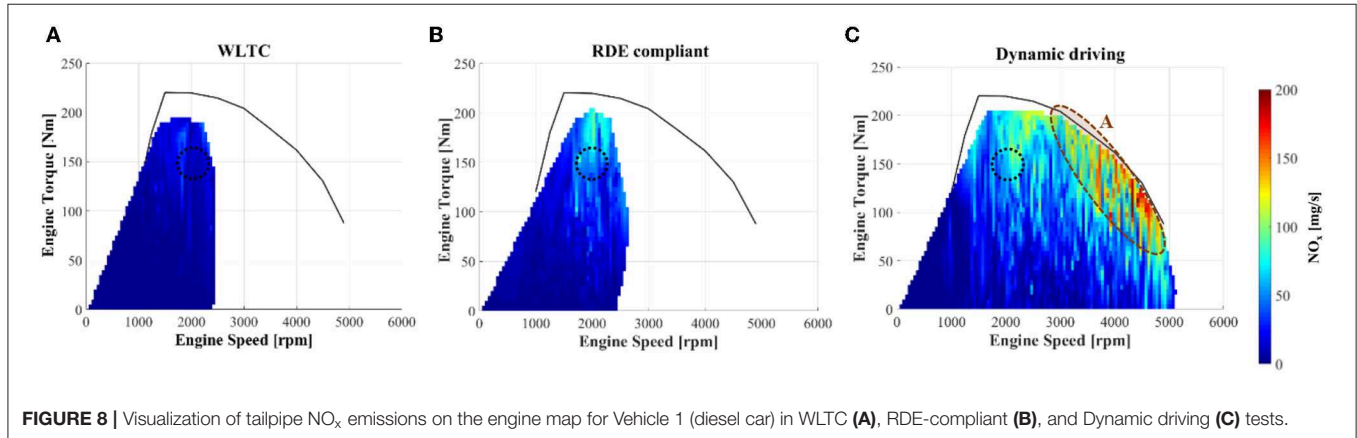 A
WLTC
250
200
150
100
50
0
Engine Torque [Nm]
0 1000 2000 3000 4000 5000 6000
Engine Speed [rpm]
B
RDE compliant
250
200
150
100
50
0
Engine Torque [Nm]
0 1000 2000 3000 4000 5000 6000
Engine Speed [rpm]
C
Dynamic driving
250
200
150
100
50
0
Engine Torque [Nm]
A
0 1000 2000 3000 4000 5000 6000
Engine Speed [rpm]
200
150
100
50
0
NOx [mg/s]
FIGURE 8 | Visualization of tailpipe NOx emissions on the engine map for Vehicle 1 (diesel car) in WLTC (A), RDE-compliant (B), and Dynamic driving (C) tests.